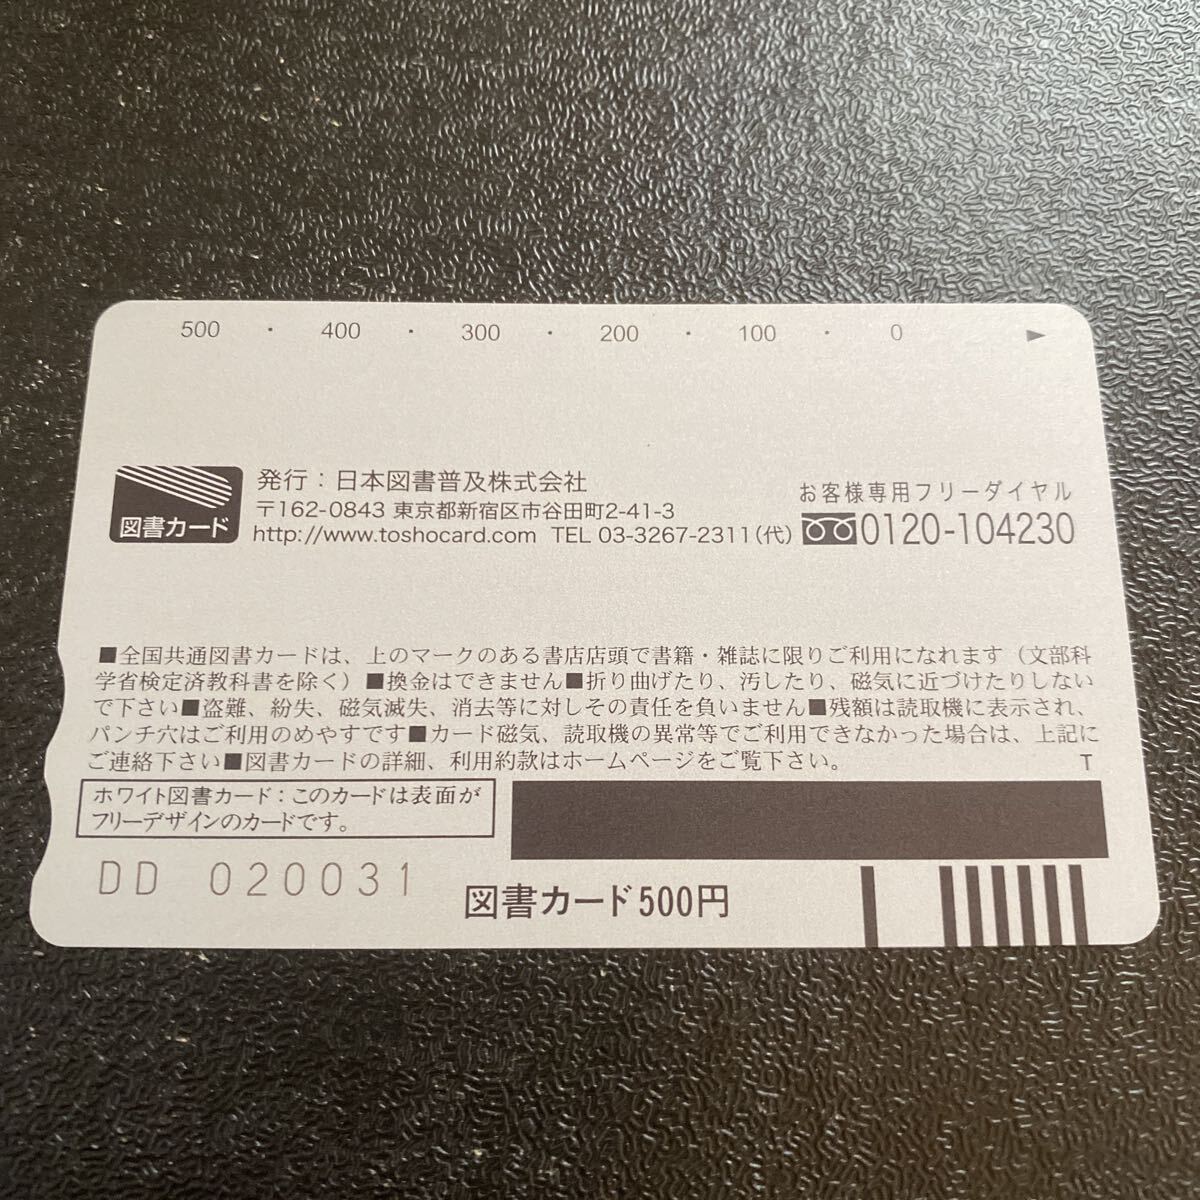 500 ・ 400 ・ 300 ・ 200 ・ 100 ・ 0 ►
図書カード
発行：日本図書普及株式会社
〒162-0843 東京都新宿区市谷田町2-41-3
http://www.toshocard.com TEL 03-3267-2311(代)
お客様専用フリーダイヤル
0120-104230
■全国共通図書カードは、上のマークのある書店店頭で書籍・雑誌に限りご利用になれます（文部科
学省検定済教科書を除く）■換金はできません■折り曲げたり、汚したり、磁気に近づけたりしない
で下さい■盗難、紛失、磁気滅失、消去等に対しその責任を負いません■残額は読取機に表示され、
パンチ穴はご利用のめやすです■カード磁気、読取機の異常等でご利用できなかった場合は、上記に
ご連絡下さい■図書カードの詳細、利用約款はホームページをご覧下さい。 T
ホワイト図書カード：このカードは表面が
フリーデザインのカードです。
DD 020031
図書カード500円